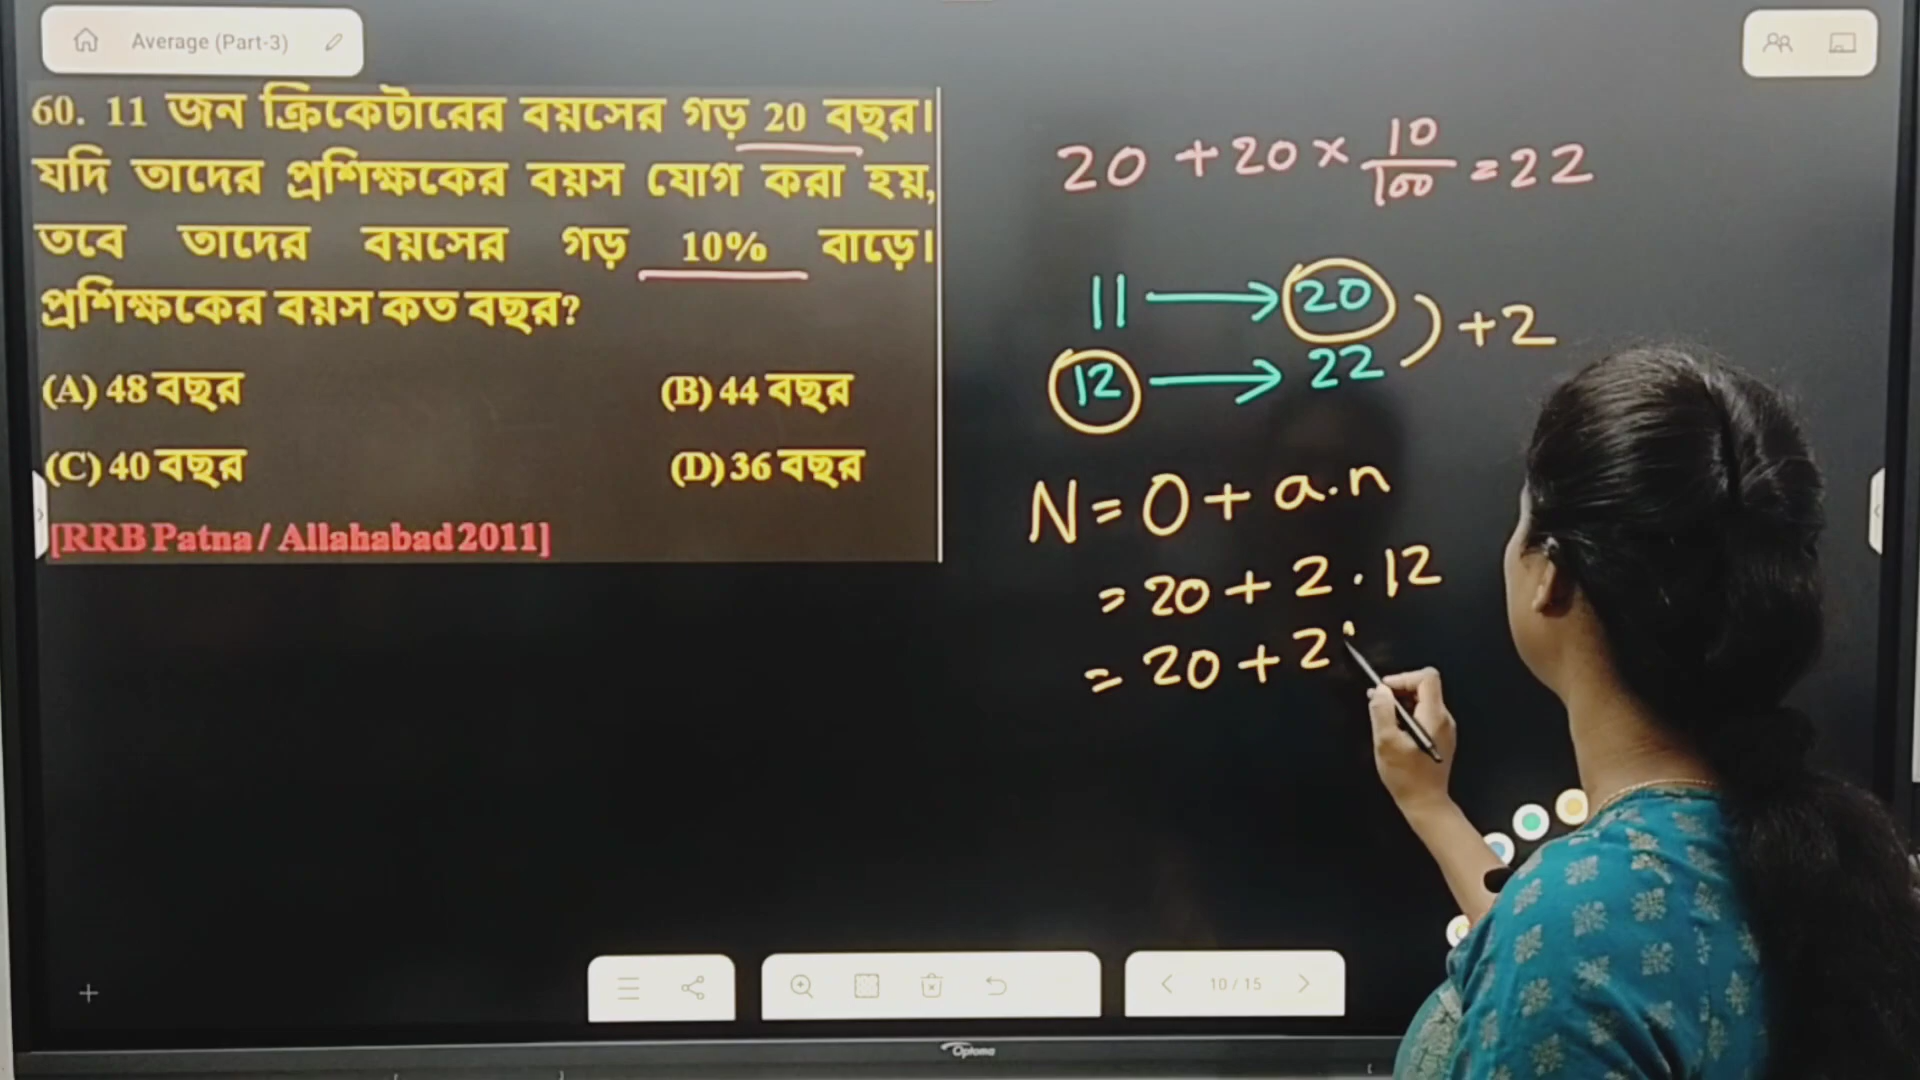 Average (Part-3)
60. 11 জন ক্রিকেটারের বয়সের গড় 20 বছর।
যদি তাদের প্রশিক্ষকের বয়স যোগ করা হয়,
তবে তাদের বয়সের গড় 10% বাড়ে।
প্রশিক্ষকের বয়স কত বছর?
(A) 48 বছর (B) 44 বছর
(C) 40 বছর (D) 36 বছর
[RRB Patna / Allahabad 2011]
20 + 20 × 10/100 = 22
11 → 20
12 → 22 ) +2
N = O + a.n
= 20 + 2 . 12
= 20 + 2
10 / 15
Optoma